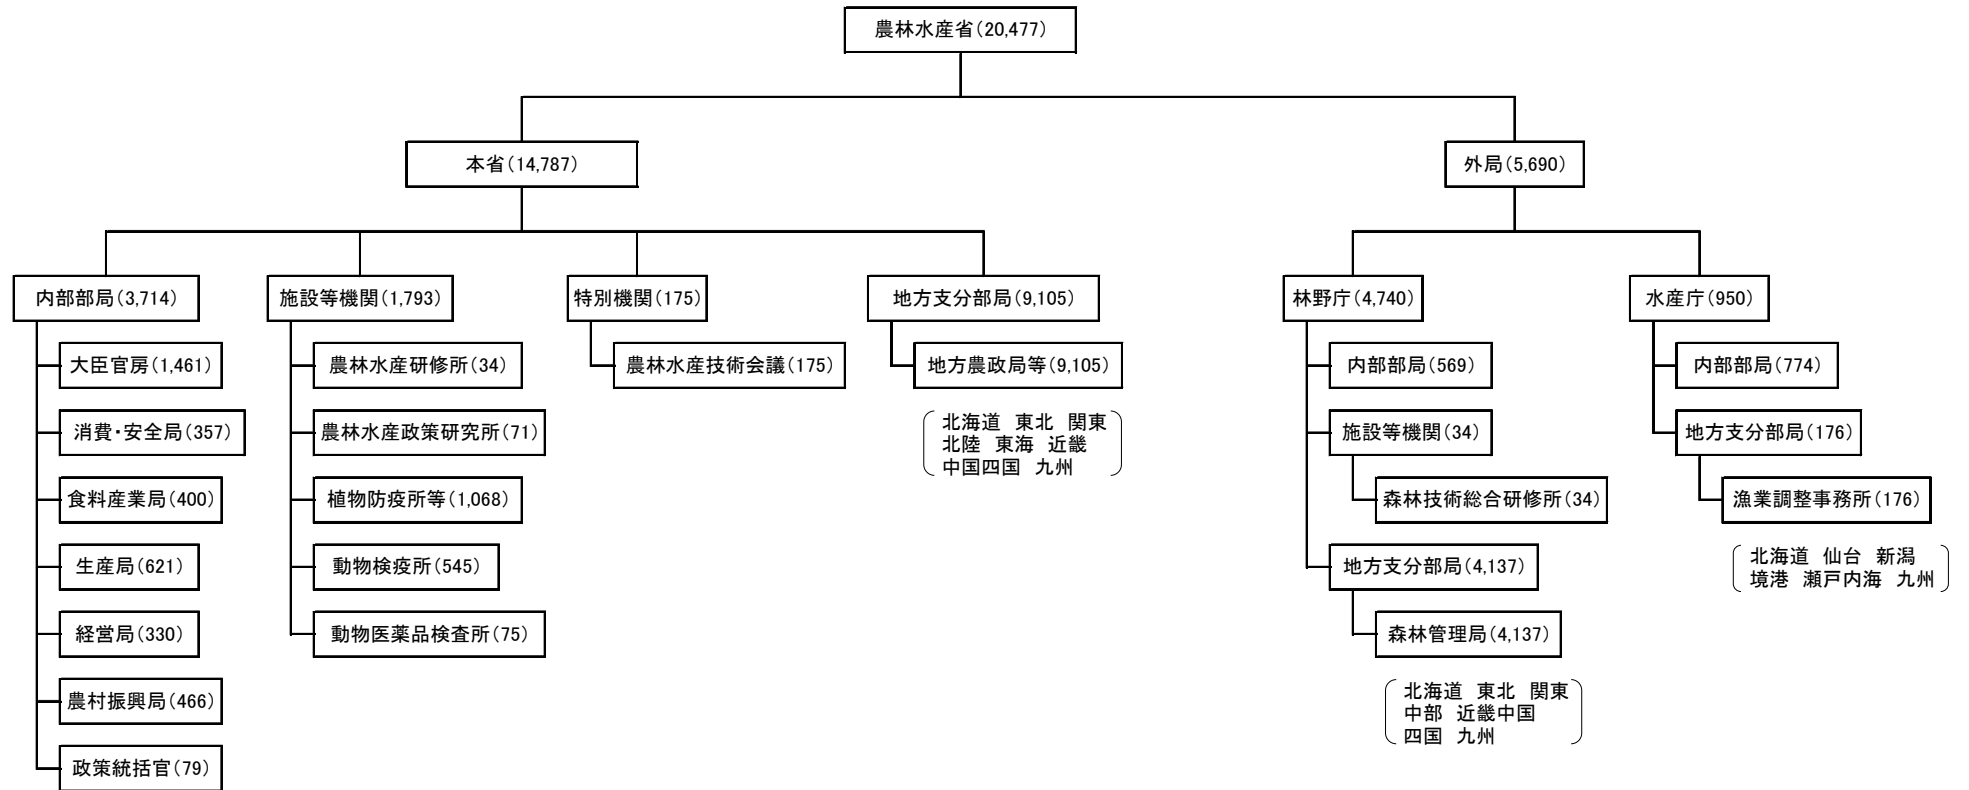 農林水産省(20,477)
本省(14,787)
外局(5,690)
内部部局(3,714)
施設等機関(1,793)
特別機関(175)
地方支分部局(9,105)
林野庁(4,740)
水産庁(950)
大臣官房(1,461)
消費・安全局(357)
食料産業局(400)
生産局(621)
経営局(330)
農村振興局(466)
政策統括官(79)
農林水産研修所(34)
農林水産政策研究所(71)
植物防疫所等(1,068)
動物検疫所(545)
動物医薬品検査所(75)
農林水産技術会議(175)
地方農政局等(9,105)
北海道 東北 関東
北陸 東海 近畿
中国四国 九州
内部部局(569)
施設等機関(34)
森林技術総合研修所(34)
地方支分部局(4,137)
森林管理局(4,137)
北海道 東北 関東
中部 近畿中国
四国 九州
内部部局(774)
地方支分部局(176)
漁業調整事務所(176)
北海道 仙台 新潟
境港 瀬戸内海 九州